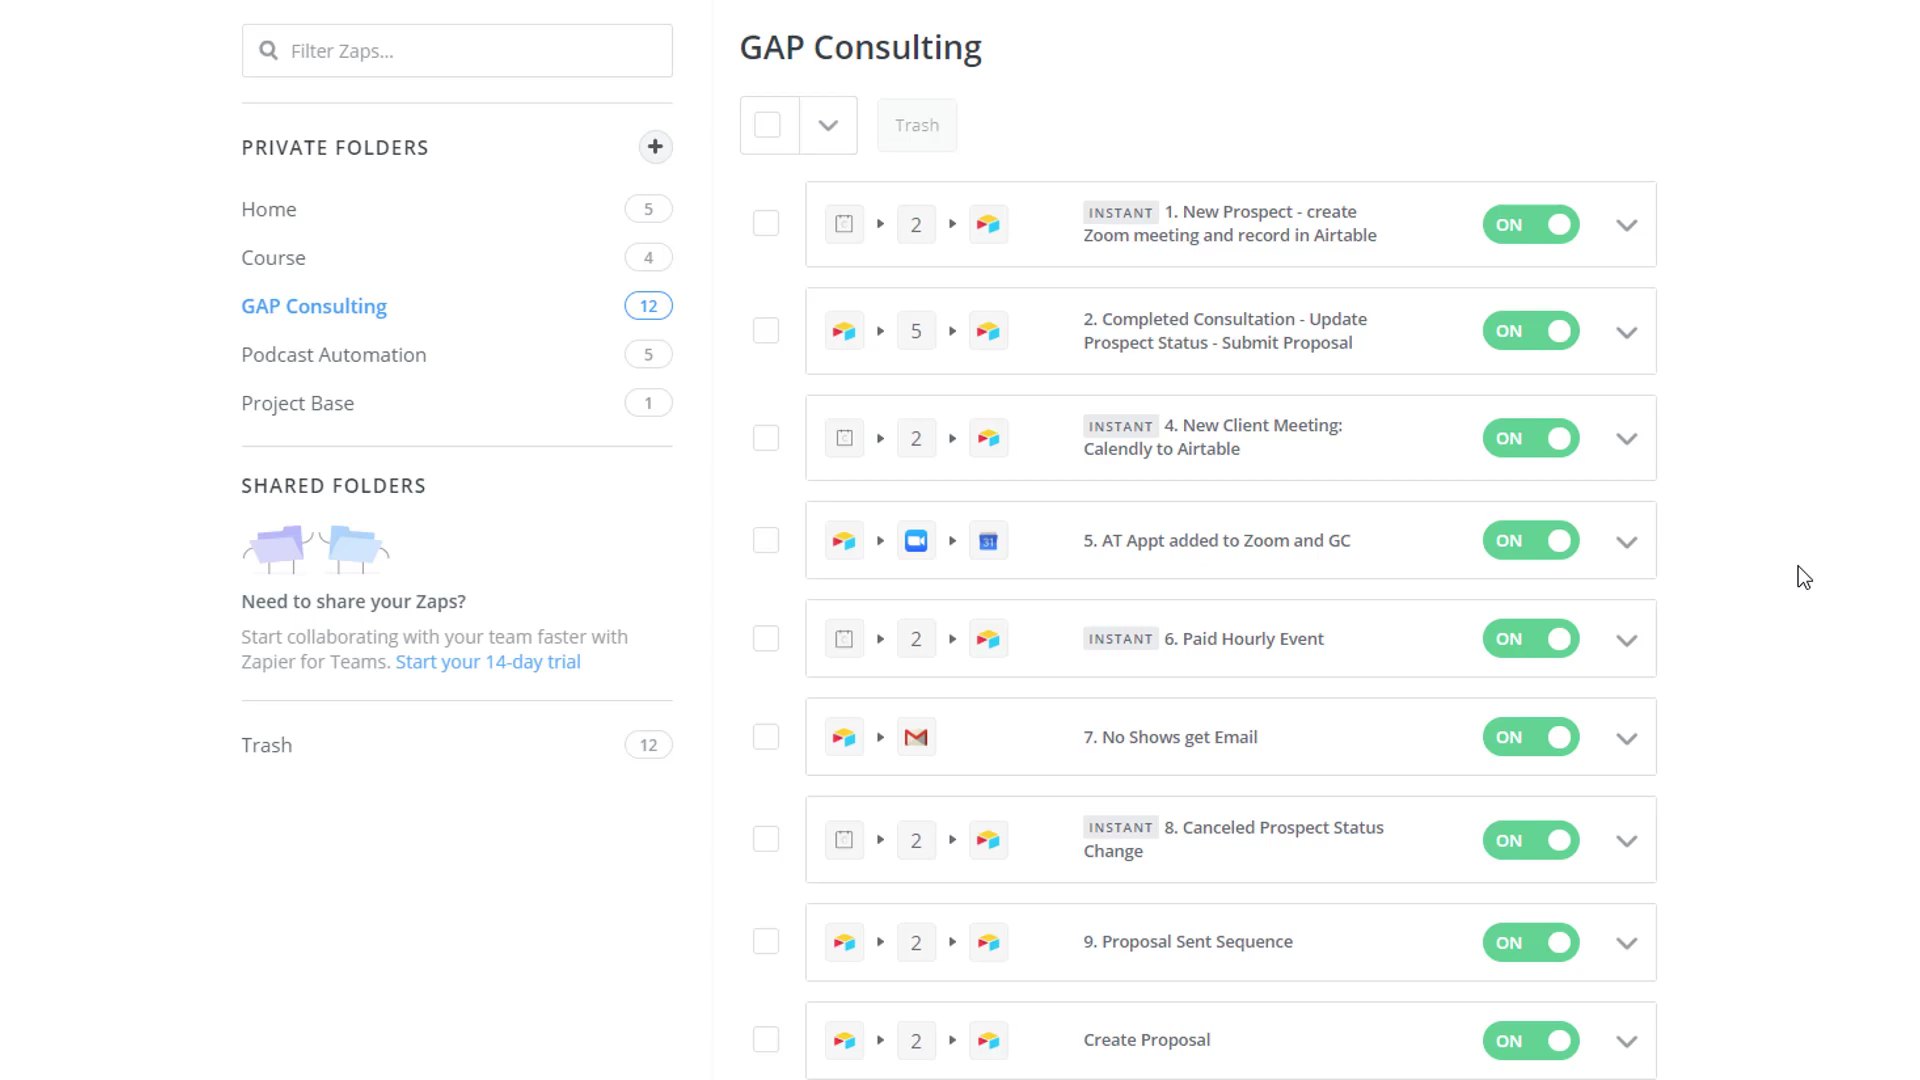 Filter Zaps...
PRIVATE FOLDERS
Home 5
Course 4
GAP Consulting 12
Podcast Automation 5
Project Base 1
SHARED FOLDERS
Need to share your Zaps?
Start collaborating with your team faster with
Zapier for Teams. Start your 14-day trial
Trash 12
GAP Consulting
Trash
2 INSTANT 1. New Prospect - create
Zoom meeting and record in Airtable
ON
5 2. Completed Consultation - Update
Prospect Status - Submit Proposal
ON
2 INSTANT 4. New Client Meeting:
Calendly to Airtable
ON
31 5. AT Appt added to Zoom and GC ON
2 INSTANT 6. Paid Hourly Event ON
7. No Shows get Email ON
2 INSTANT 8. Canceled Prospect Status
Change
ON
2 9. Proposal Sent Sequence ON
2 Create Proposal ON